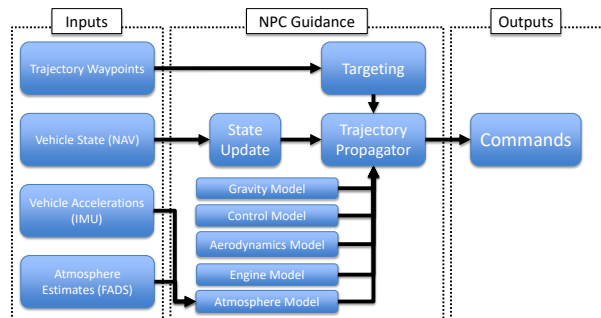 Inputs
NPC Guidance
Outputs
Trajectory Waypoints
Targeting
Vehicle State (NAV)
State
Update
Trajectory
Propagator
Commands
Vehicle Accelerations
(IMU)
Gravity Model
Control Model
Aerodynamics Model
Atmosphere
Estimates (FADS)
Engine Model
Atmosphere Model